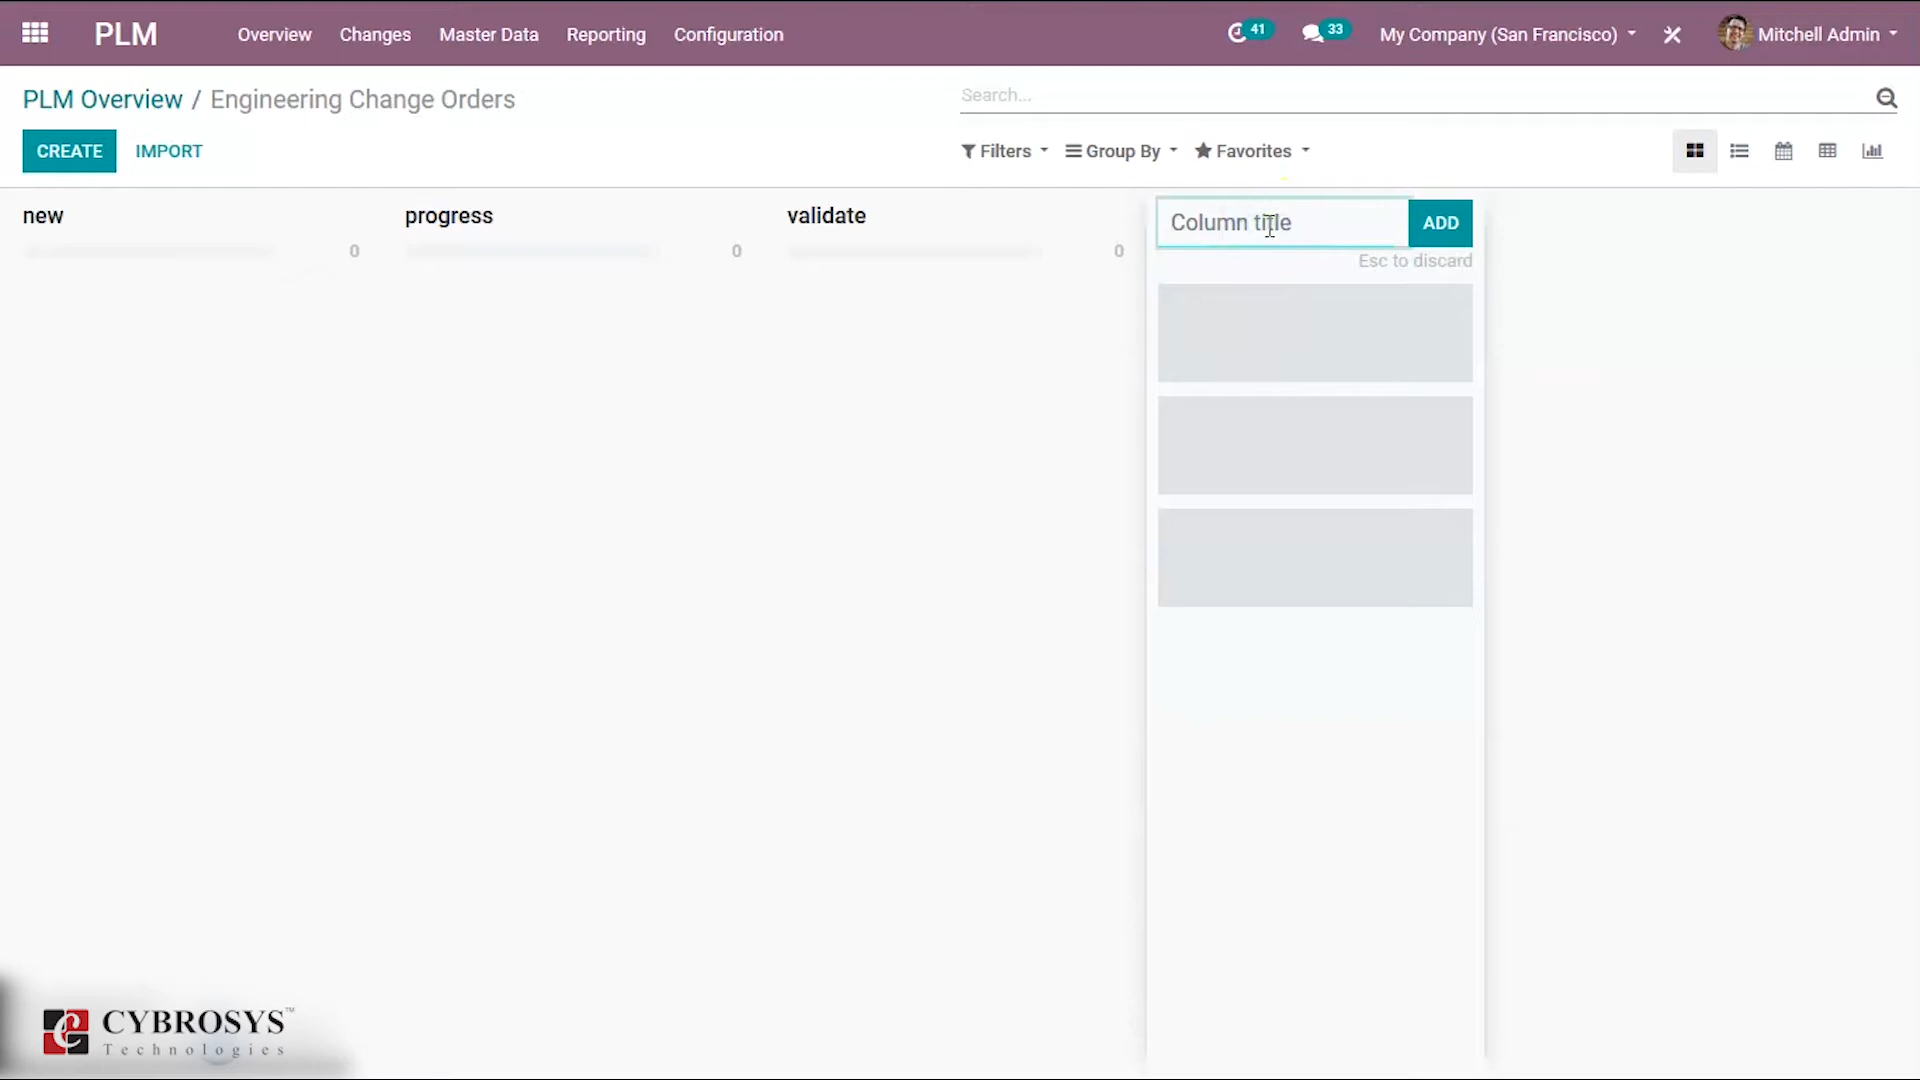 PLM Overview Changes Master Data Reporting Configuration 41 33 My Company (San Francisco) Mitchell Admin
PLM Overview / Engineering Change Orders
Search...
CREATE IMPORT
Filters Group By Favorites
new progress validate
Column title ADD
0 0 0
Esc to discard
CYBROSYS™
Technologies